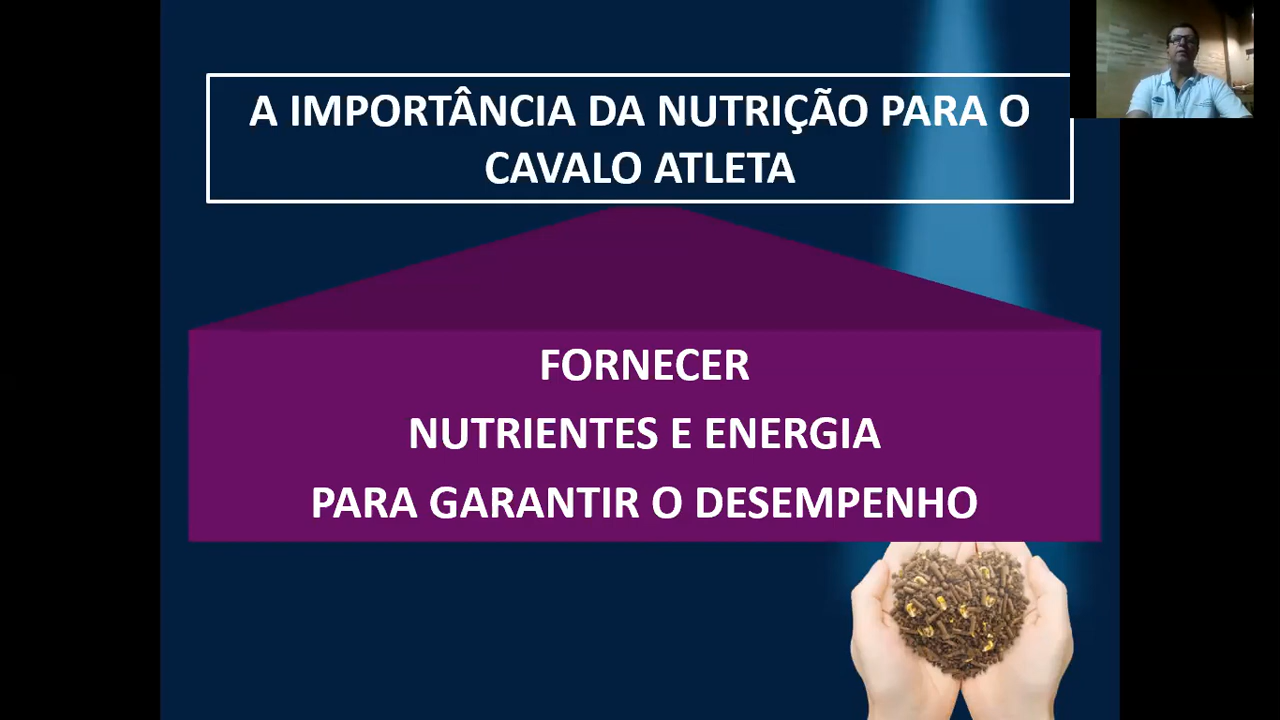 A IMPORTÂNCIA DA NUTRIÇÃO PARA O
CAVALO ATLETA
FORNECER
NUTRIENTES E ENERGIA
PARA GARANTIR O DESEMPENHO